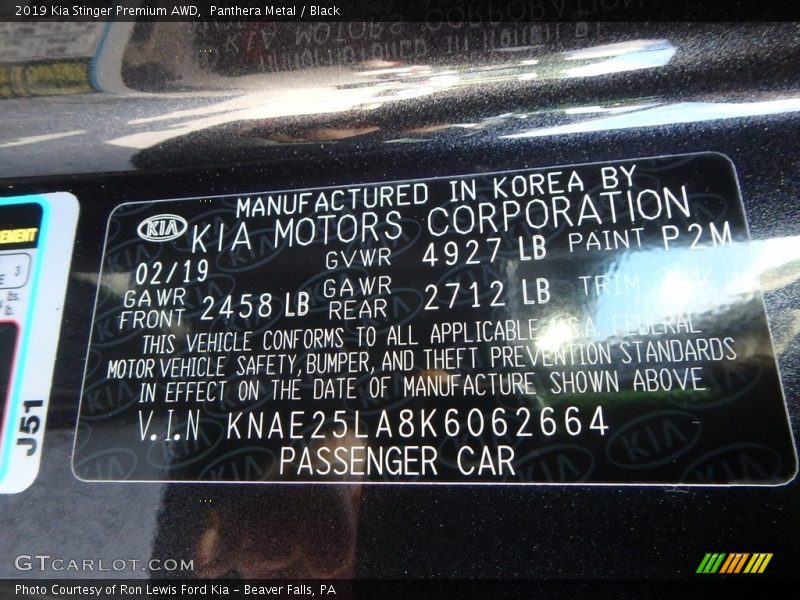 2019 Kia Stinger Premium AWD,  Panthera Metal / Black
MANUFACTURED IN KOREA BY
KIA KIA MOTORS CORPORATION
02/19 GVWR 4927 LB PAINT P2M
GAWR FRONT 2458 LB GAWR REAR 2712 LB TRIM
THIS VEHICLE CONFORMS TO ALL APPLICABLE U.S.A. FEDERAL
MOTOR VEHICLE SAFETY, BUMPER, AND THEFT PREVENTION STANDARDS
IN EFFECT ON THE DATE OF MANUFACTURE SHOWN ABOVE
V.I.N KNAE25LA8K6062664
PASSENGER CAR
J51
GTCARLOT.COM
Photo Courtesy of Ron Lewis Ford Kia - Beaver Falls, PA